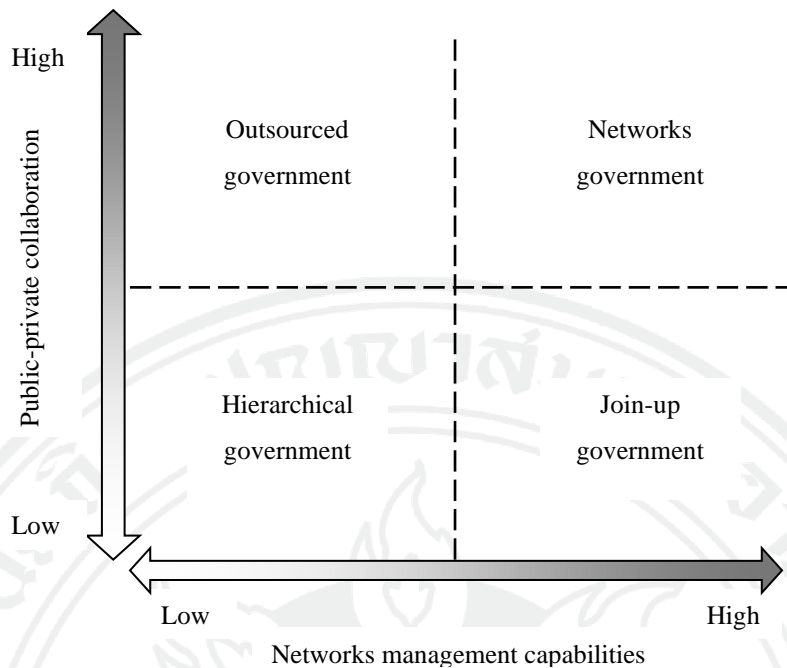 High
Outsourced
government
Networks
government
Public-private collaboration
Hierarchical
government
Join-up
government
Low
Low
High
Networks management capabilities